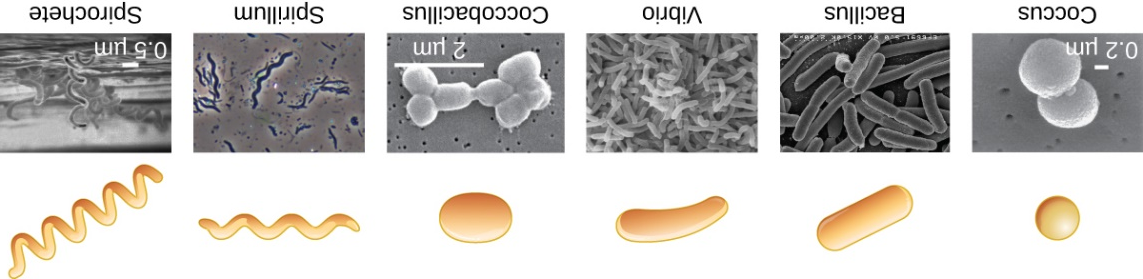 Coccus
Bacillus
Vibrio
Coccobacillus
Spirillum
Spirochete
0.2 µm
2 µm
0.5 µm